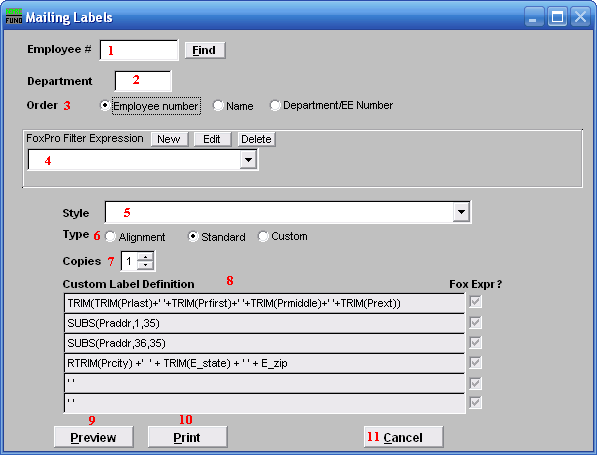 Mailing Labels
FUND
Employee # 1 Find
Department 2
Order 3 Employee number Name Department/EE Number
FoxPro Filter Expression New Edit Delete
4
Style 5
Type 6 Alignment Standard Custom
Copies 7 1
8
Custom Label Definition Fox Expr?
TRIM(TRIM(Prlast)+' '+TRIM(Prfirst)+' '+TRIM(Prmiddle)+' '+TRIM(Prext))
SUBS(Praddr,1,35)
SUBS(Praddr,36,35)
RTRIM(Prcity) +'  ' + TRIM(E_state) + ' ' + E_zip
' '
' '
9 10
Preview Print 11 Cancel